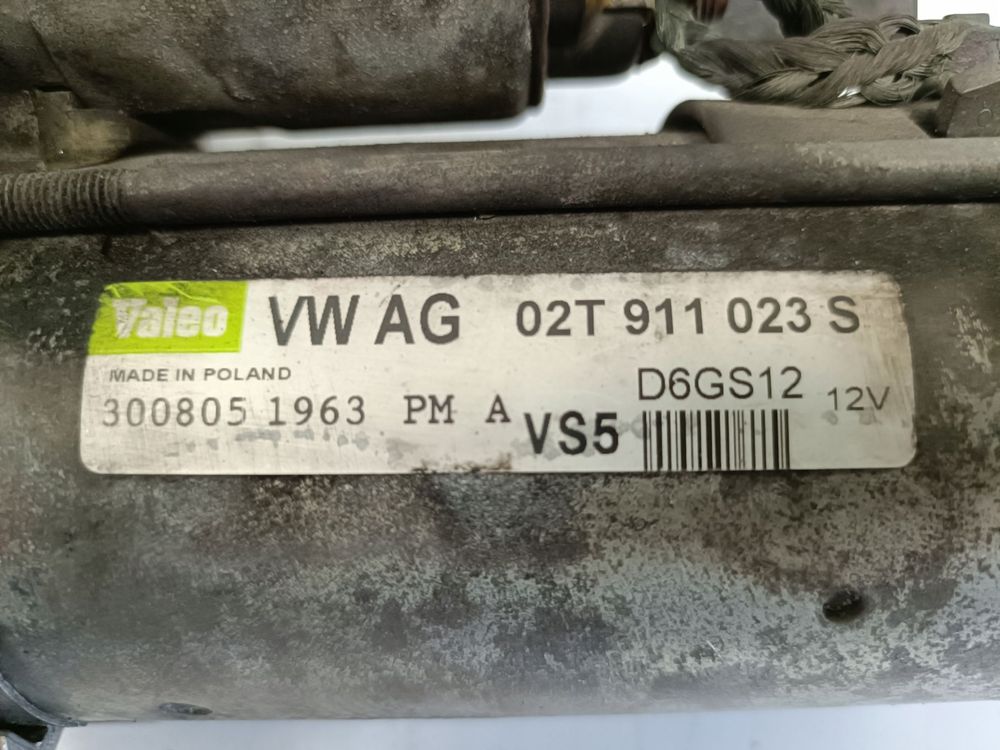 Valeo VW AG 02T 911 023 S
MADE IN POLAND
D6GS12 12V
300805 1963 PM A VS5